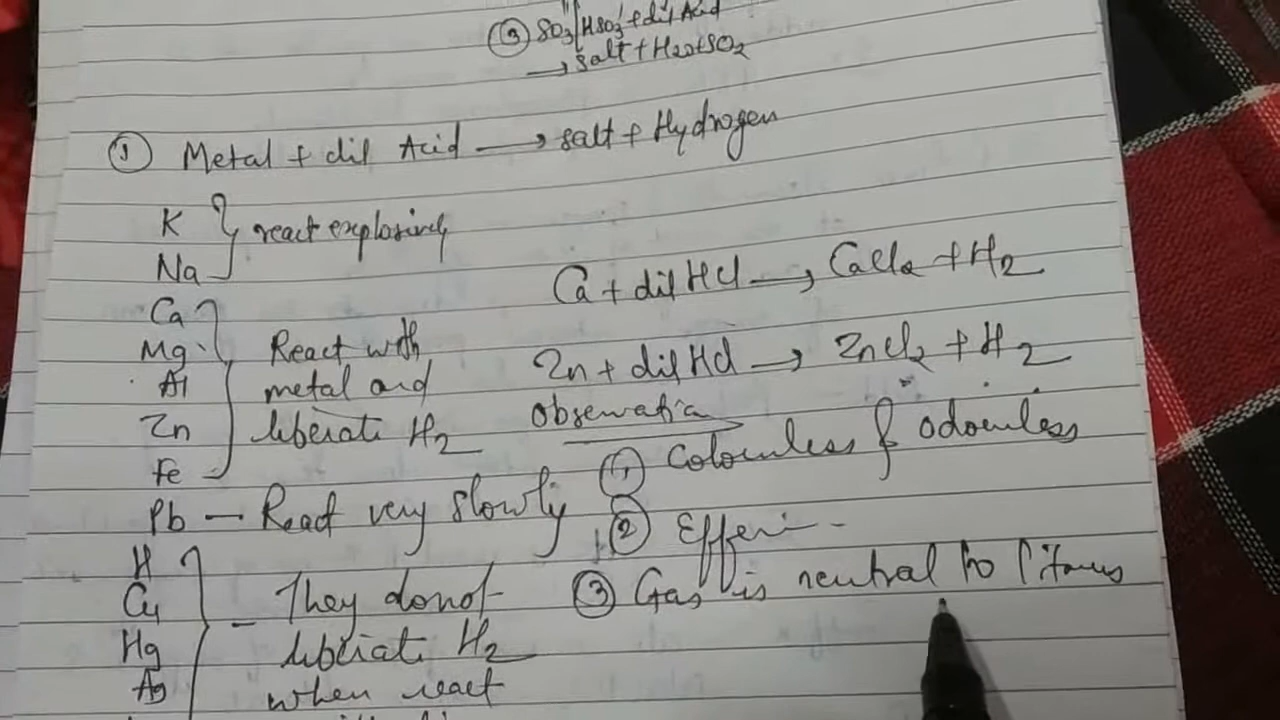 ③ SO3"/HSO3' + dil Acid
→ salt + H2O + SO2
① Metal + dil Acid → salt + Hydrogen
K
Na
react explosively
Ca
Mg
Al
Zn
Fe
React with
metal and
liberate H2
Pb – React very slowly
H
Cu
Hg
Ag
– They donot
liberate H2
when react
Ca + dil HCl → CaCl2 + H2
Zn + dil HCl → ZnCl2 + H2
Observation
① Colourless & odourless
② Efferv--
③ Gas is neutral to litmus